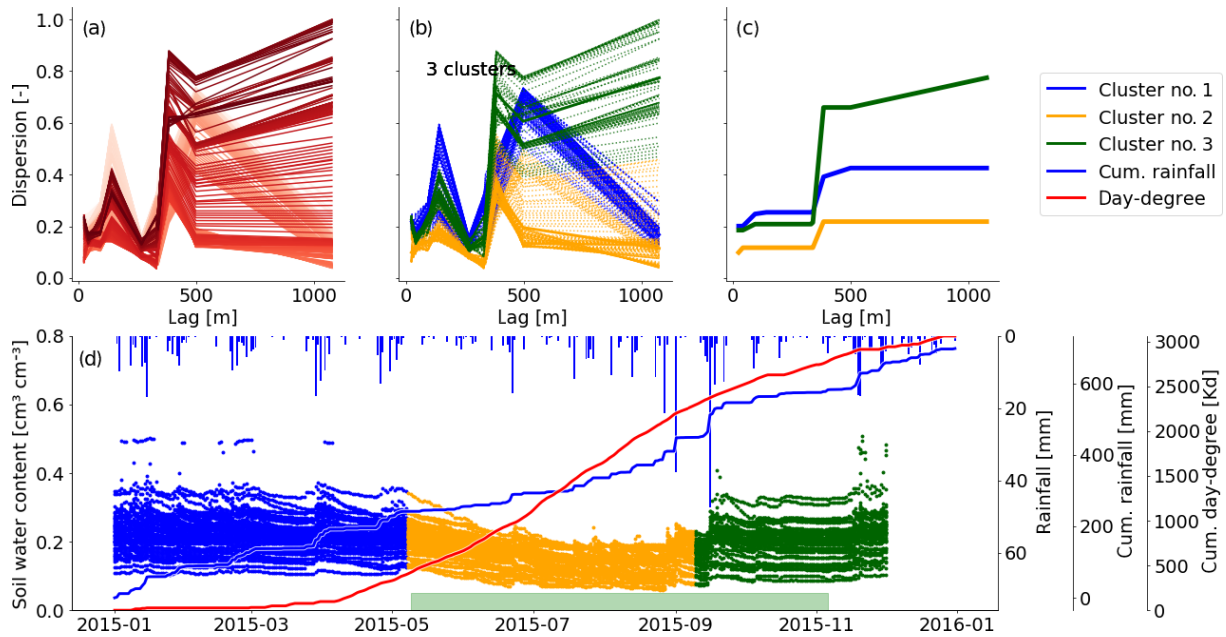 (a)
(b)
(c)
1.0
0.8
0.6
0.4
0.2
0.0
Dispersion [-]
3 clusters
0 500 1000
0 500 1000
0 500 1000
Lag [m]
Lag [m]
Lag [m]
Cluster no. 1
Cluster no. 2
Cluster no. 3
Cum. rainfall
Day-degree
(d)
0.8
0.6
0.4
0.2
0.0
Soil water content [cm³ cm⁻³]
0
20
40
60
Rainfall [mm]
600
400
200
0
Cum. rainfall [mm]
3000
2500
2000
1500
1000
500
0
Cum. day-degree [Kd]
2015-01 2015-03 2015-05 2015-07 2015-09 2015-11 2016-01